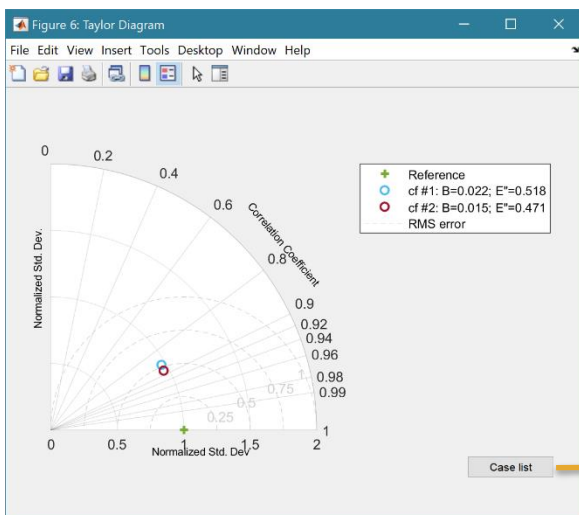 Figure 6: Taylor Diagram
File Edit View Insert Tools Desktop Window Help
0
0.2
0.4
0.6
0.8
0.9
0.92
0.94
0.96
0.98
0.99
1
Correlation Coefficient
Normalized Std. Dev.
1
0.75
0.5
0.25
0 0.5 1 1.5 2
Normalized Std. Dev
Reference
cf #1: B=0.022; E"=0.518
cf #2: B=0.015; E"=0.471
RMS error
Case list